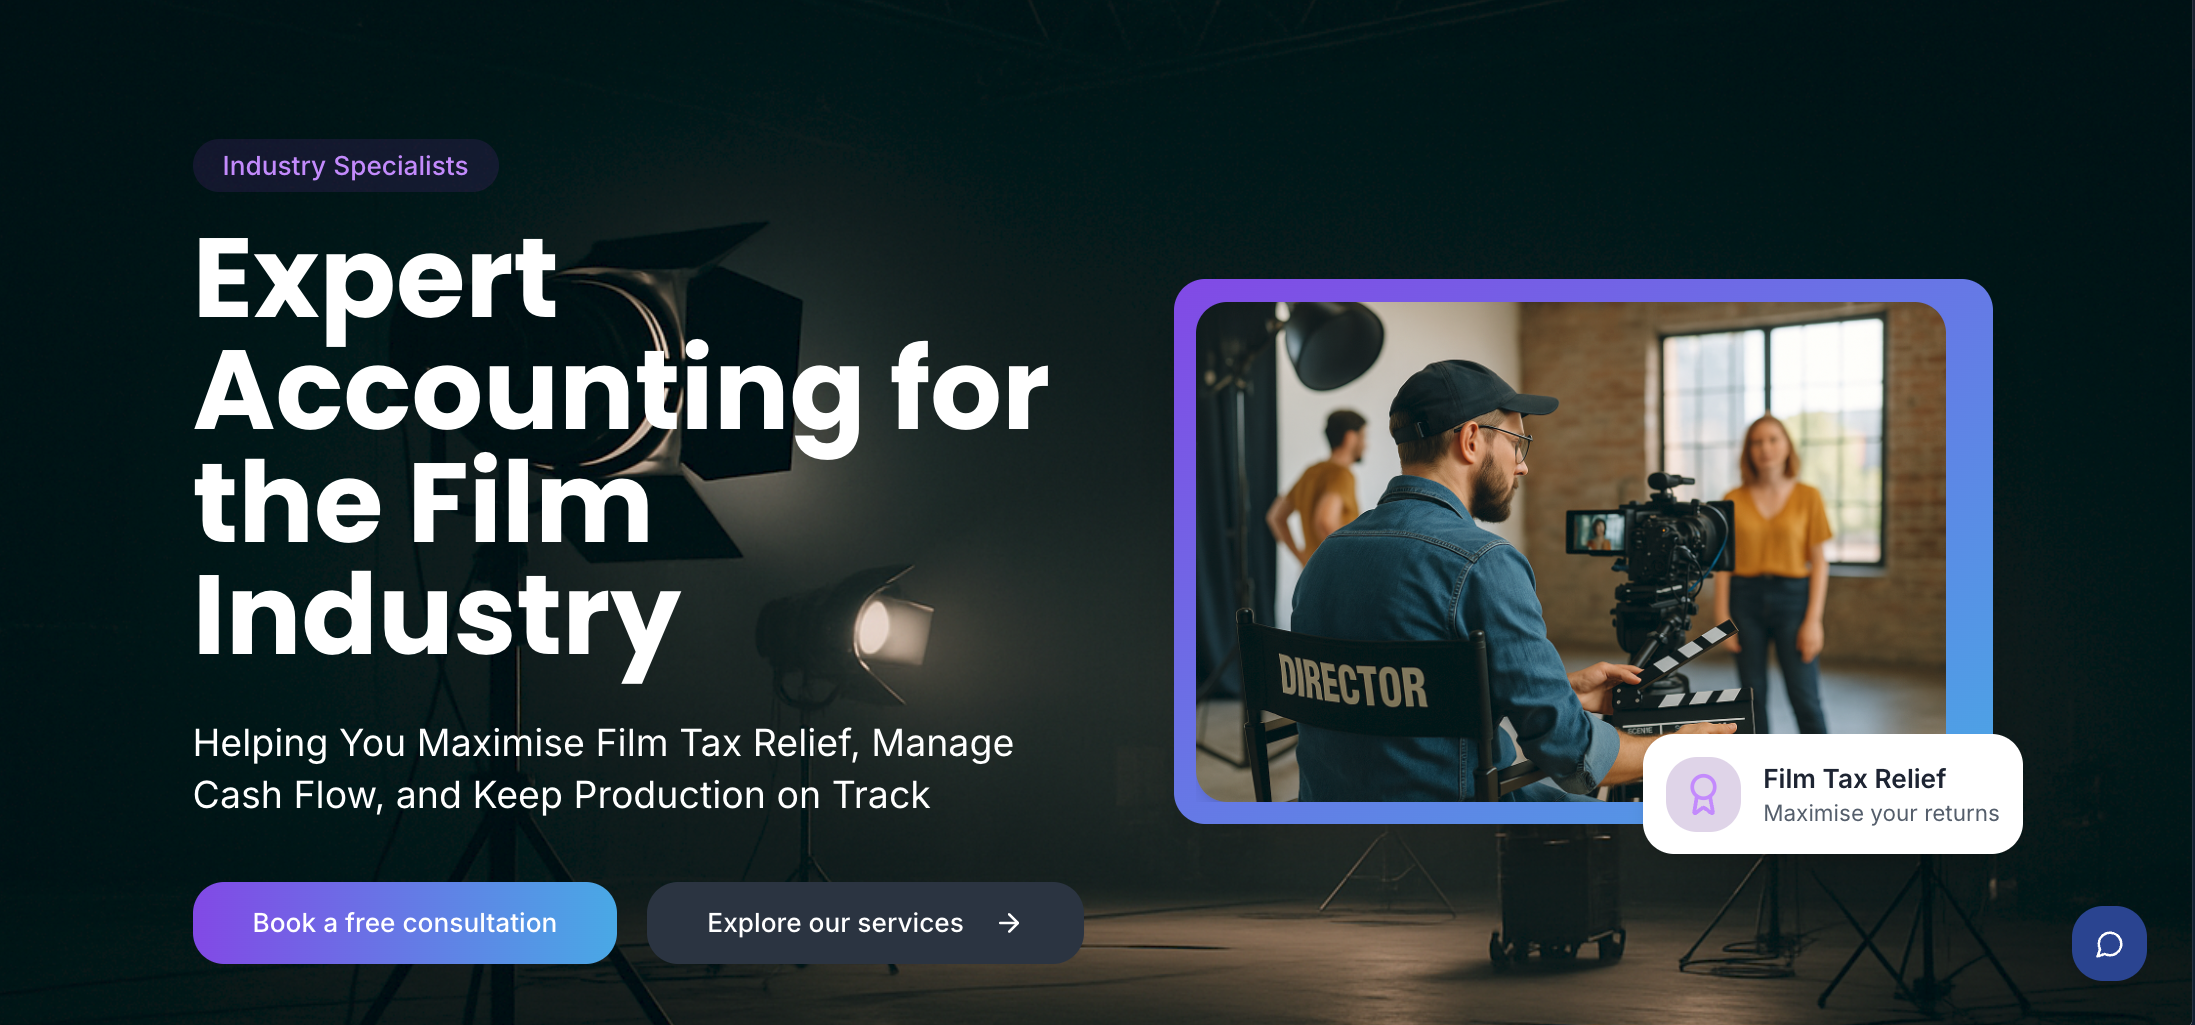 Industry Specialists
Expert
Accounting for
the Film
Industry
Helping You Maximise Film Tax Relief, Manage
Cash Flow, and Keep Production on Track
Book a free consultation
Explore our services
DIRECTOR
SCENE
Film Tax Relief
Maximise your returns